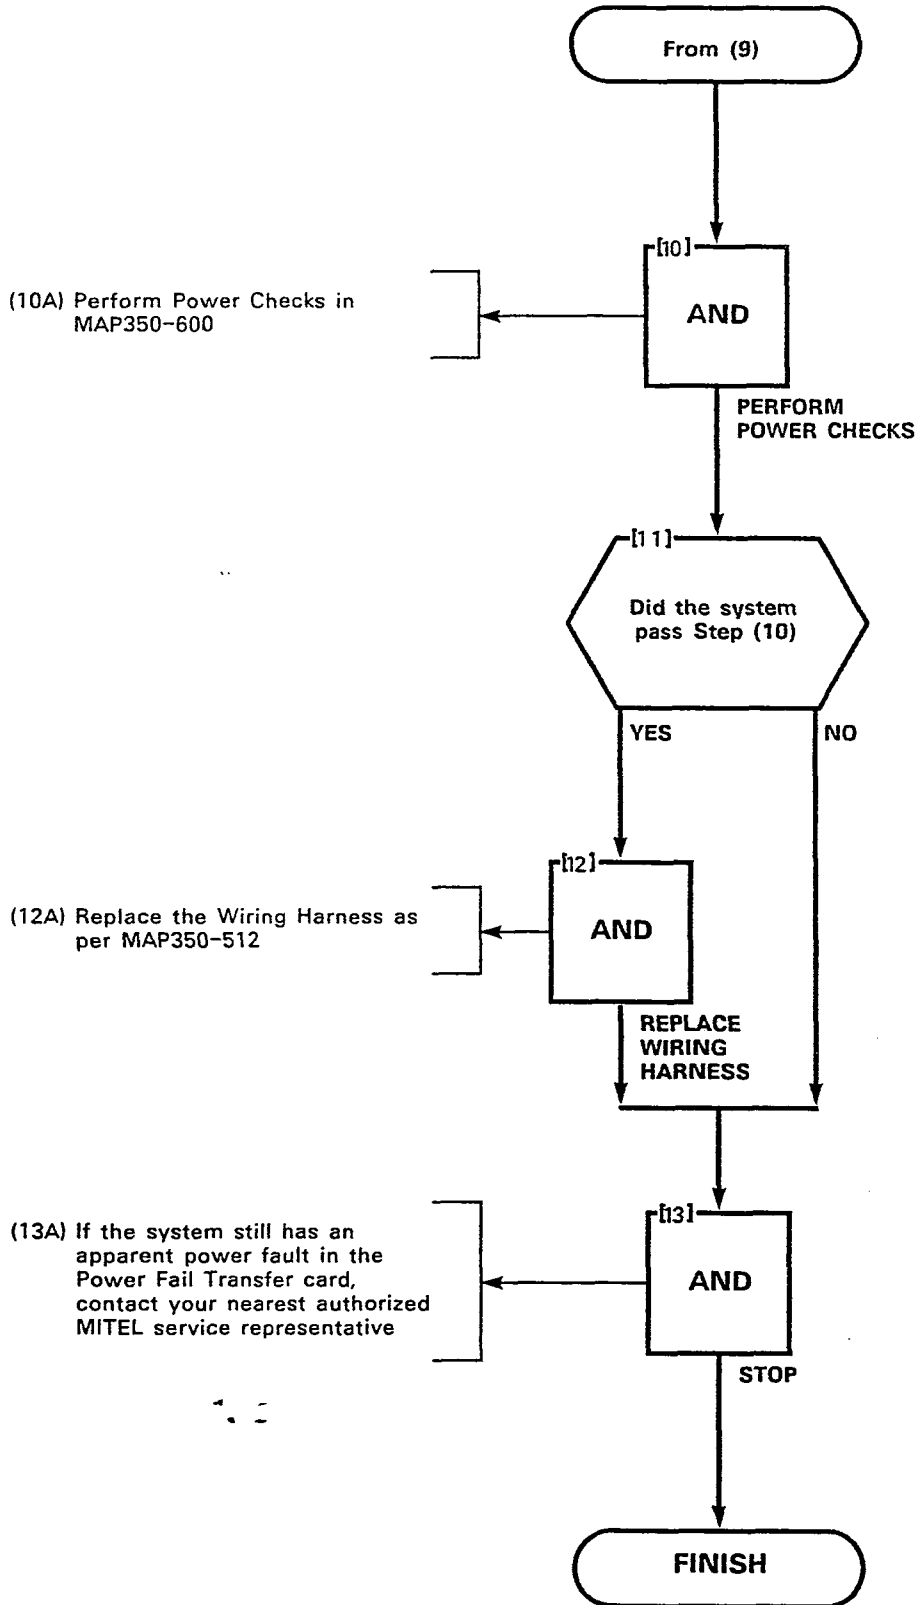 From (9)
[10]
(10A) Perform Power Checks in
MAP350-600
AND
PERFORM
POWER CHECKS
[11]
Did the system
pass Step (10)
YES
NO
[12]
(12A) Replace the Wiring Harness as
per MAP350-512
AND
REPLACE
WIRING
HARNESS
[13]
(13A) If the system still has an
apparent power fault in the
Power Fail Transfer card,
contact your nearest authorized
MITEL service representative
AND
STOP
FINISH